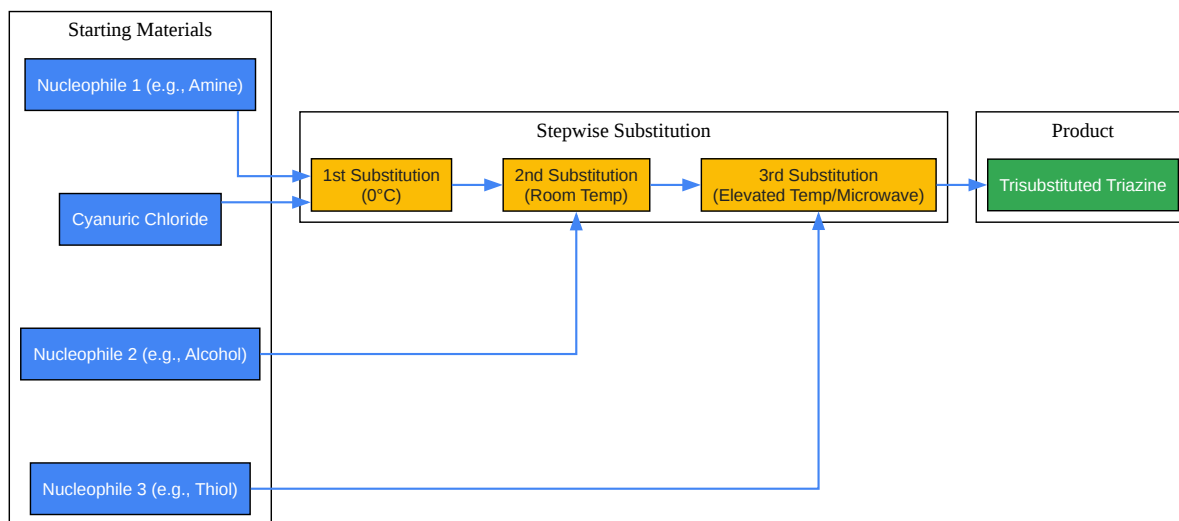 Starting Materials
Nucleophile 1 (e.g., Amine)
Cyanuric Chloride
Nucleophile 2 (e.g., Alcohol)
Nucleophile 3 (e.g., Thiol)
Stepwise Substitution
1st Substitution
(0°C)
2nd Substitution
(Room Temp)
3rd Substitution
(Elevated Temp/Microwave)
Product
Trisubstituted Triazine